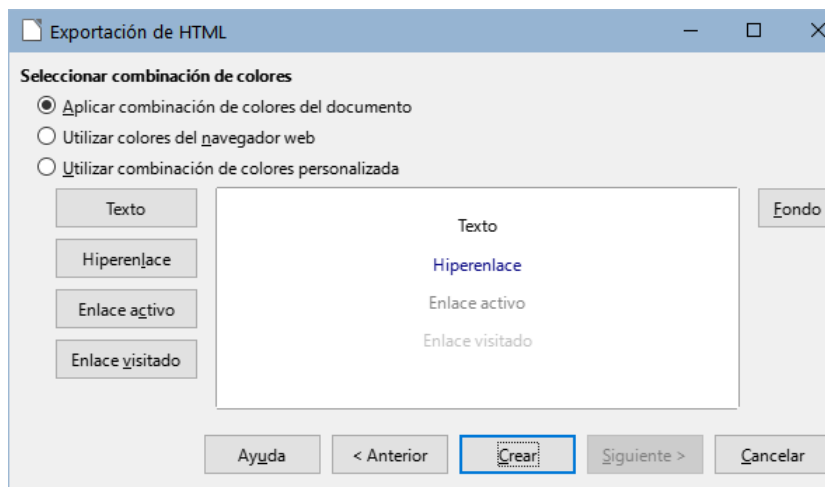 Exportación de HTML
Seleccionar combinación de colores
Aplicar combinación de colores del documento
Utilizar colores del navegador web
Utilizar combinación de colores personalizada
Texto
Hiperenlace
Enlace activo
Enlace visitado
Texto
Hiperenlace
Enlace activo
Enlace visitado
Fondo
Ayuda
< Anterior
Crear
Siguiente >
Cancelar